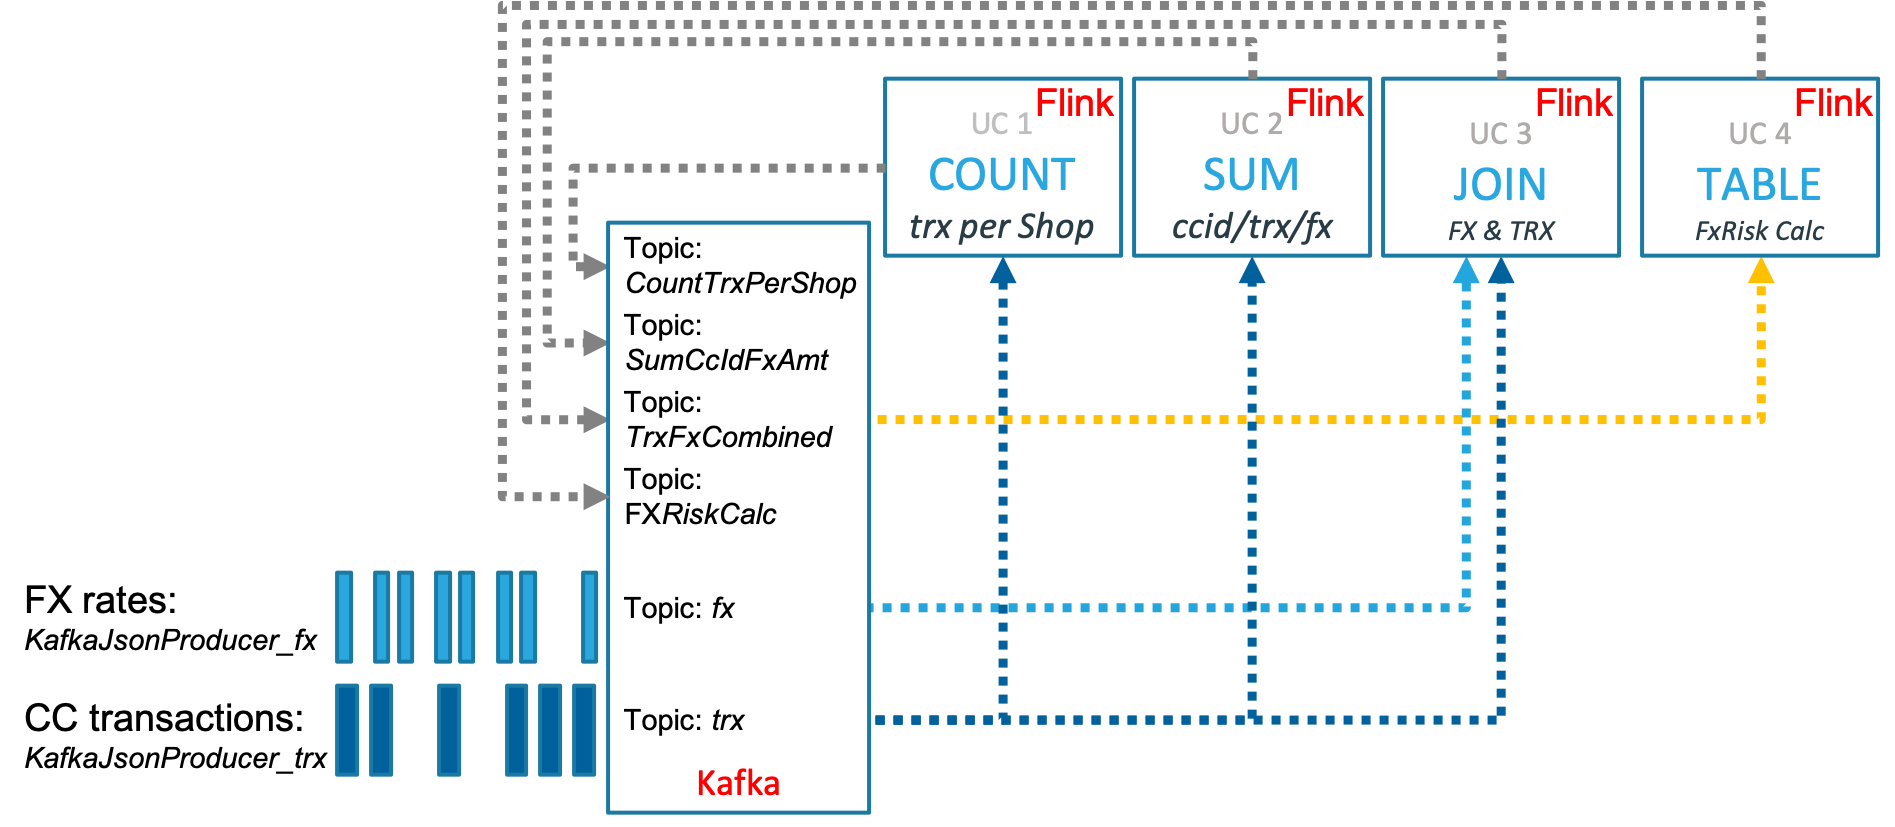 Flink
UC 1
COUNT
trx per Shop
Flink
UC 2
SUM
ccid/trx/fx
Flink
UC 3
JOIN
FX & TRX
Flink
UC 4
TABLE
FxRisk Calc
Topic:
CountTrxPerShop
Topic:
SumCcIdFxAmt
Topic:
TrxFxCombined
Topic:
FXRiskCalc
FX rates:
KafkaJsonProducer_fx
Topic: fx
CC transactions:
KafkaJsonProducer_trx
Topic: trx
Kafka